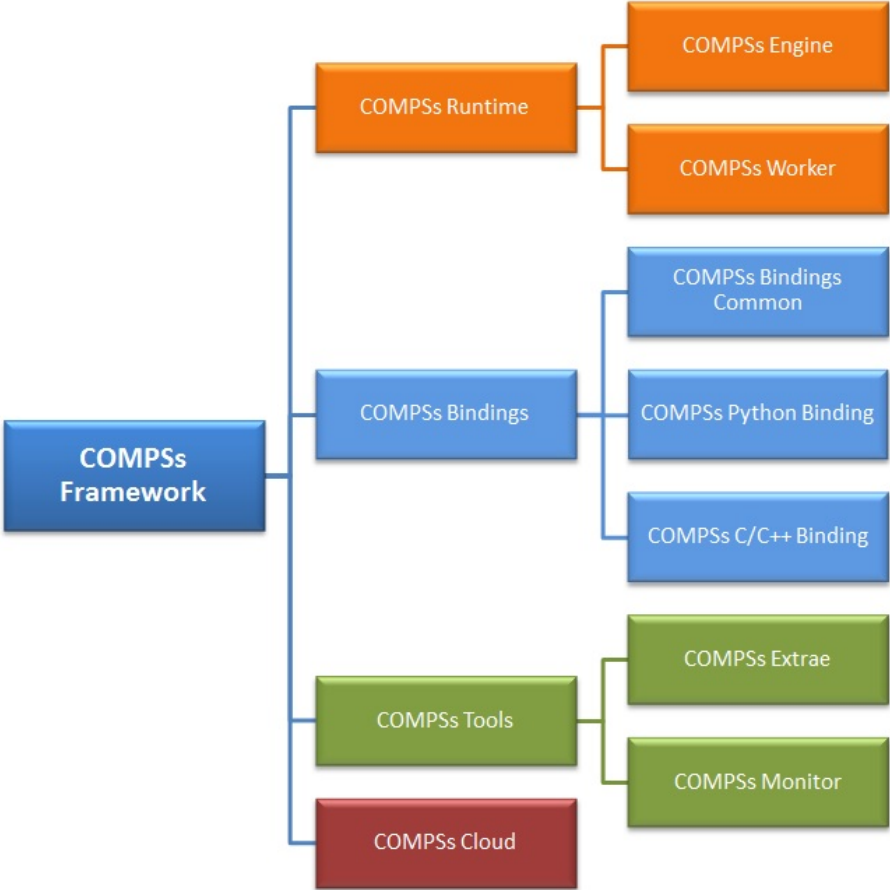 COMPSs Engine
COMPSs Runtime
COMPSs Worker
COMPSs Bindings
Common
COMPSs Bindings
COMPSs Python Binding
COMPSs
Framework
COMPSs C/C++ Binding
COMPSs Extrae
COMPSs Tools
COMPSs Monitor
COMPSs Cloud